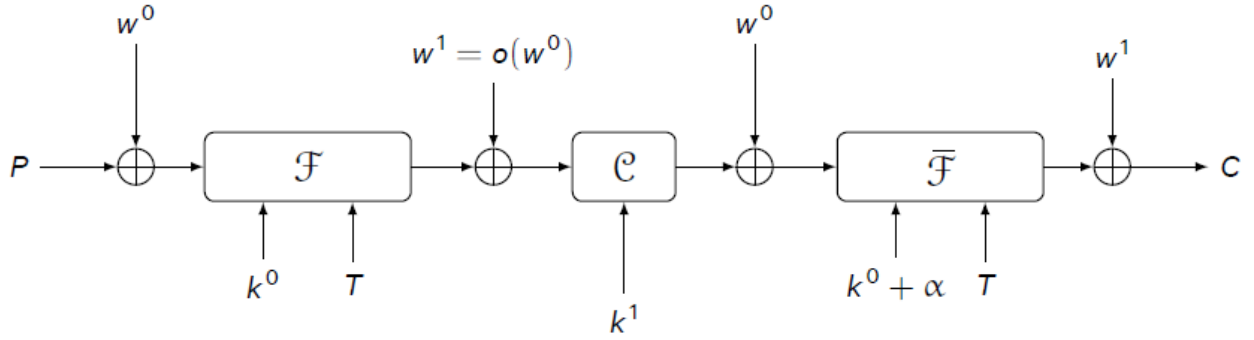 w⁰
w¹ = o(w⁰)
w⁰
w¹
P
ℱ
𝒞
ℱ̅
C
k⁰
T
k¹
k⁰ + α
T